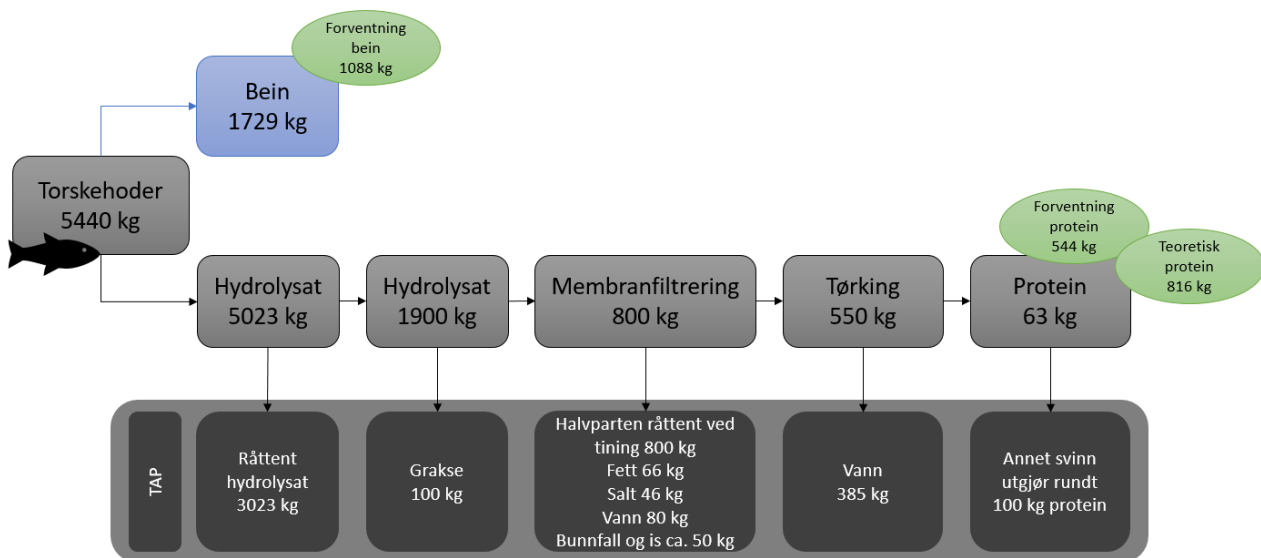 Forventning
bein
1088 kg
Bein
1729 kg
Torskehoder
5440 kg
Forventning
protein
544 kg
Teoretisk
protein
816 kg
Hydrolysat
5023 kg
Hydrolysat
1900 kg
Membranfiltrering
800 kg
Tørking
550 kg
Protein
63 kg
TAP
Råttent
hydrolysat
3023 kg
Grakse
100 kg
Halvparten råttent ved
tining 800 kg
Fett 66 kg
Salt 46 kg
Vann 80 kg
Bunnfall og is ca. 50 kg
Vann
385 kg
Annet svinn
utgjør rundt
100 kg protein